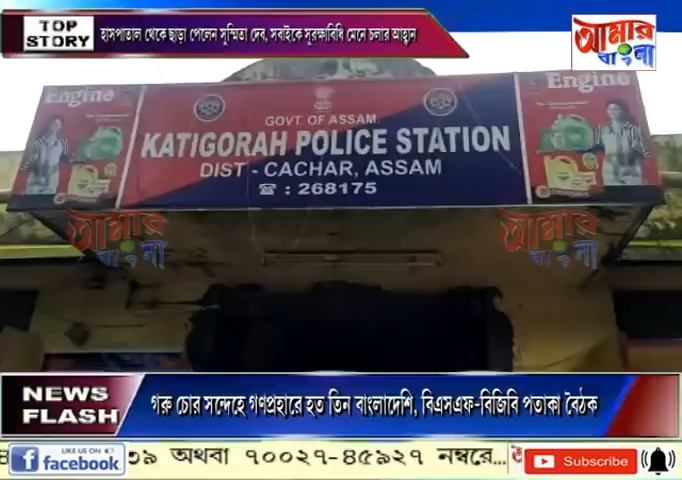 TOP STORY
হাসপাতাল থেকে ছাড়া পেলেন সুস্মিতা দেব, সবাইকে সুরক্ষাবিধি মেনে চলার আহ্বান
আমার বাংলা
Engine
Engine
GOVT. OF ASSAM
KATIGORAH POLICE STATION
DIST - CACHAR, ASSAM
☎ : 268175
আমার বাংলা
আমার বাংলা
NEWS FLASH
গরু চোর সন্দেহে গণপ্রহারে হত তিন বাংলাদেশি, বিএসএফ-বিজিবি পতাকা বৈঠক
LIKE US ON
facebook
৩৯ অথবা ৭০০২৭-৪৫৯২৭ নম্বরে...
Subscribe